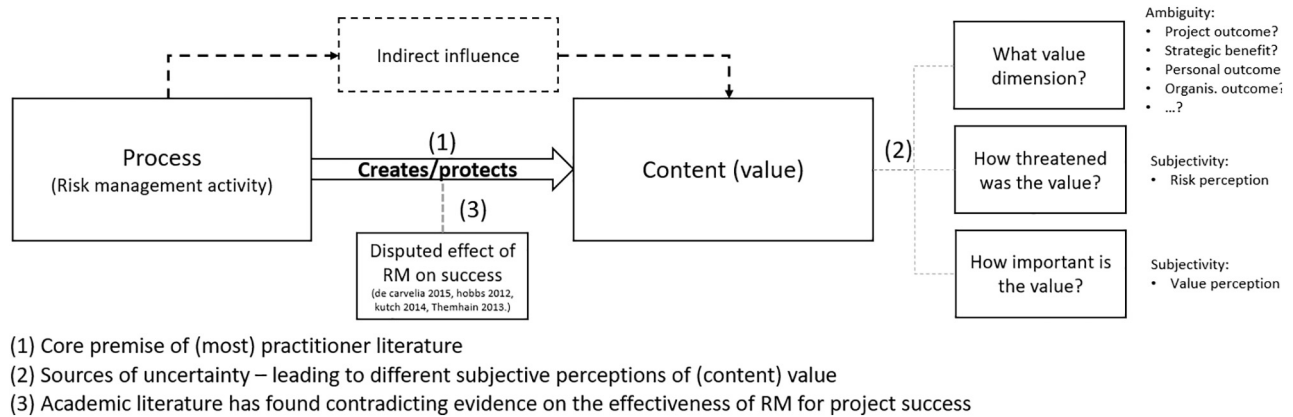 Indirect influence
Process
(Risk management activity)
(1)
Creates/protects
(3)
Disputed effect of
RM on success
(de carvelia 2015, hobbs 2012,
kutch 2014, Themhain 2013.)
Content (value)
(2)
What value
dimension?
Ambiguity:
• Project outcome?
• Strategic benefit?
• Personal outcome
• Organis. outcome?
• ...?
How threatened
was the value?
Subjectivity:
• Risk perception
How important is
the value?
Subjectivity:
• Value perception
(1) Core premise of (most) practitioner literature
(2) Sources of uncertainty – leading to different subjective perceptions of (content) value
(3) Academic literature has found contradicting evidence on the effectiveness of RM for project success